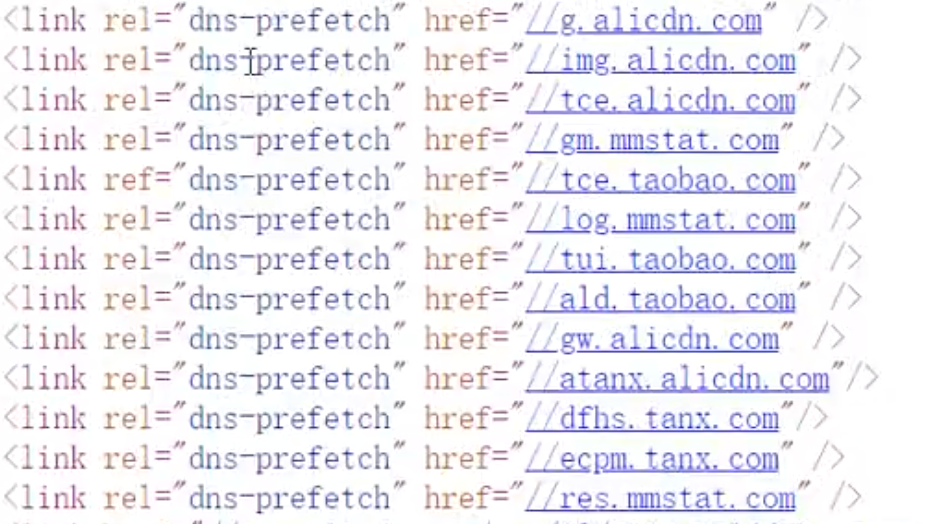 <link rel="dns-prefetch" href="//g.alicdn.com" />
<link rel="dns-prefetch" href="//img.alicdn.com" />
<link rel="dns-prefetch" href="//tce.alicdn.com" />
<link rel="dns-prefetch" href="//gm.mmstat.com" />
<link ref="dns-prefetch" href="//tce.taobao.com" />
<link rel="dns-prefetch" href="//log.mmstat.com" />
<link rel="dns-prefetch" href="//tui.taobao.com" />
<link rel="dns-prefetch" href="//ald.taobao.com" />
<link rel="dns-prefetch" href="//gw.alicdn.com" />
<link rel="dns-prefetch" href="//atanx.alicdn.com"/>
<link rel="dns-prefetch" href="//dfhs.tanx.com"/>
<link rel="dns-prefetch" href="//ecpm.tanx.com" />
<link rel="dns-prefetch" href="//res.mmstat.com" />